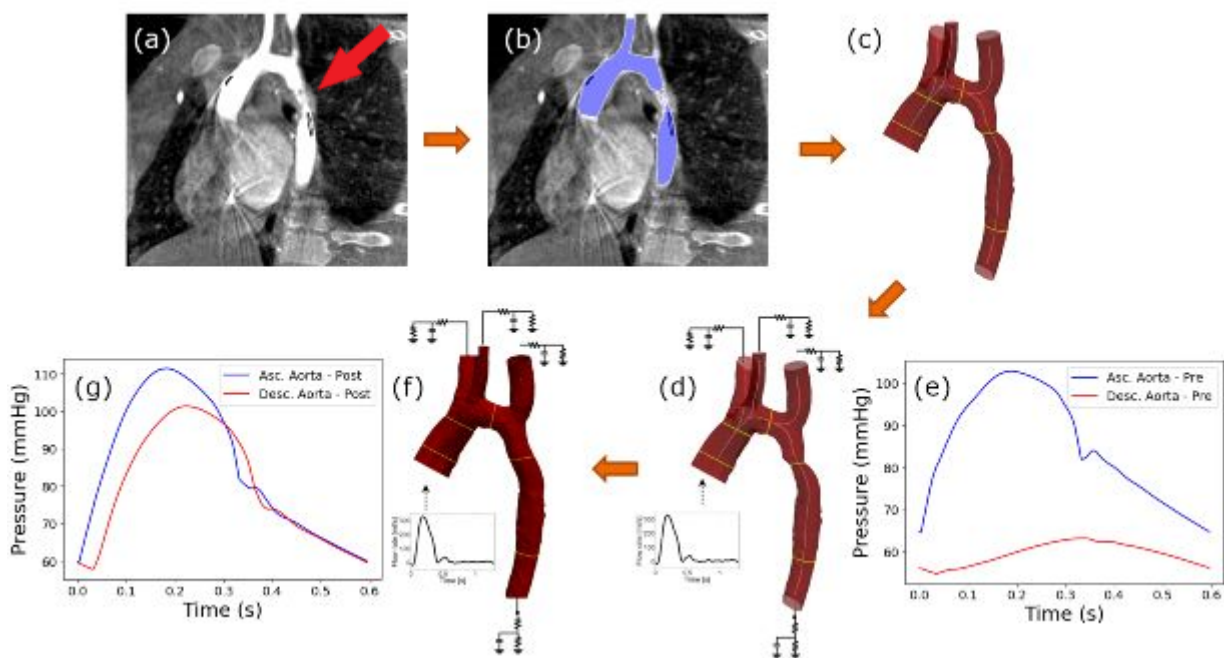 (a)
(b)
(c)
(g)
Asc. Aorta - Post
Desc. Aorta - Post
Pressure (mmHg)
110
100
90
80
70
60
0.0 0.1 0.2 0.3 0.4 0.5 0.6
Time (s)
(f)
Time (s)
(d)
Time (s)
(e)
Asc. Aorta - Pre
Desc. Aorta - Pre
Pressure (mmHg)
100
90
80
70
60
0.0 0.1 0.2 0.3 0.4 0.5 0.6
Time (s)